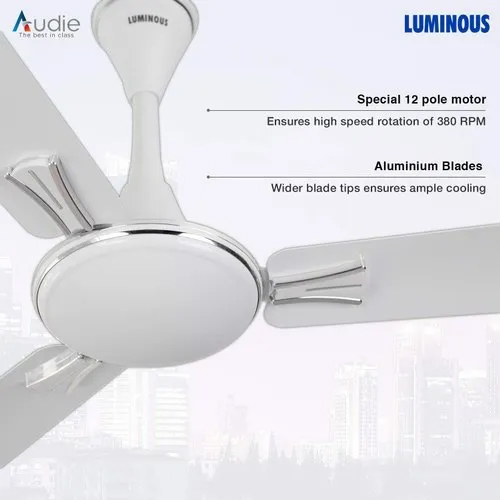 Audie
The best in class
LUMINOUS
LUMINOUS
Special 12 pole motor
Ensures high speed rotation of 380 RPM
Aluminium Blades
Wider blade tips ensures ample cooling